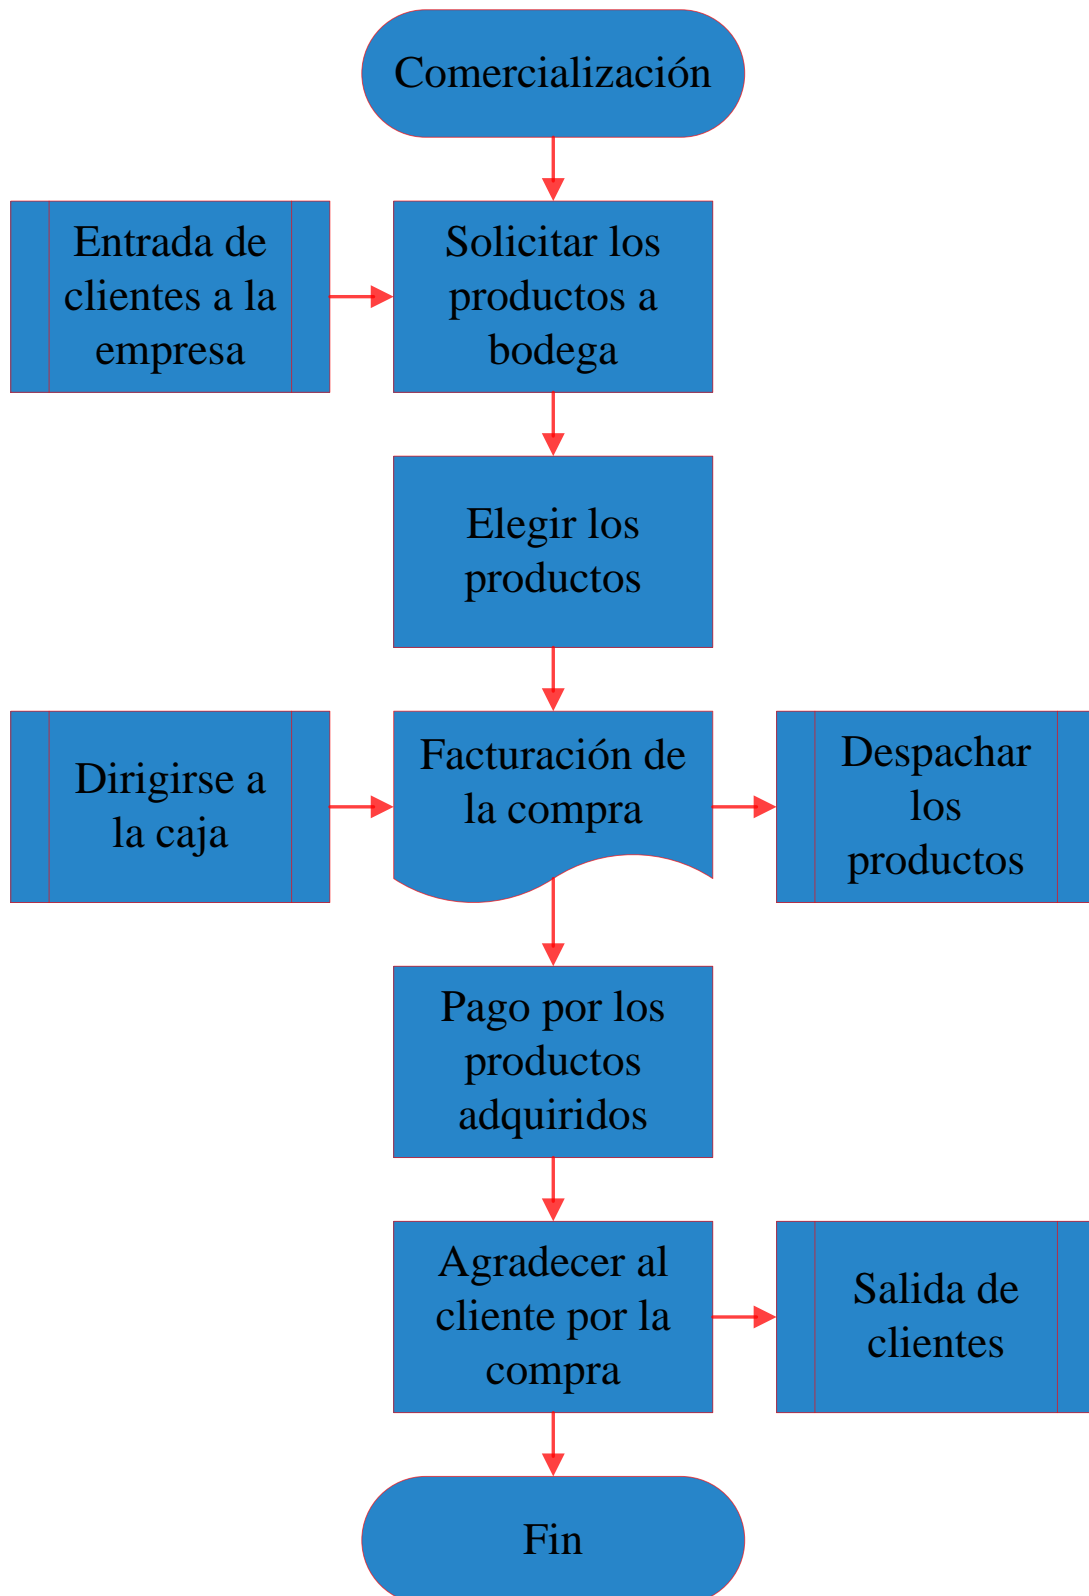 Comercialización
Entrada de
clientes a la
empresa
Solicitar los
productos a
bodega
Elegir los
productos
Dirigirse a
la caja
Facturación de
la compra
Despachar
los
productos
Pago por los
productos
adquiridos
Agradecer al
cliente por la
compra
Salida de
clientes
Fin